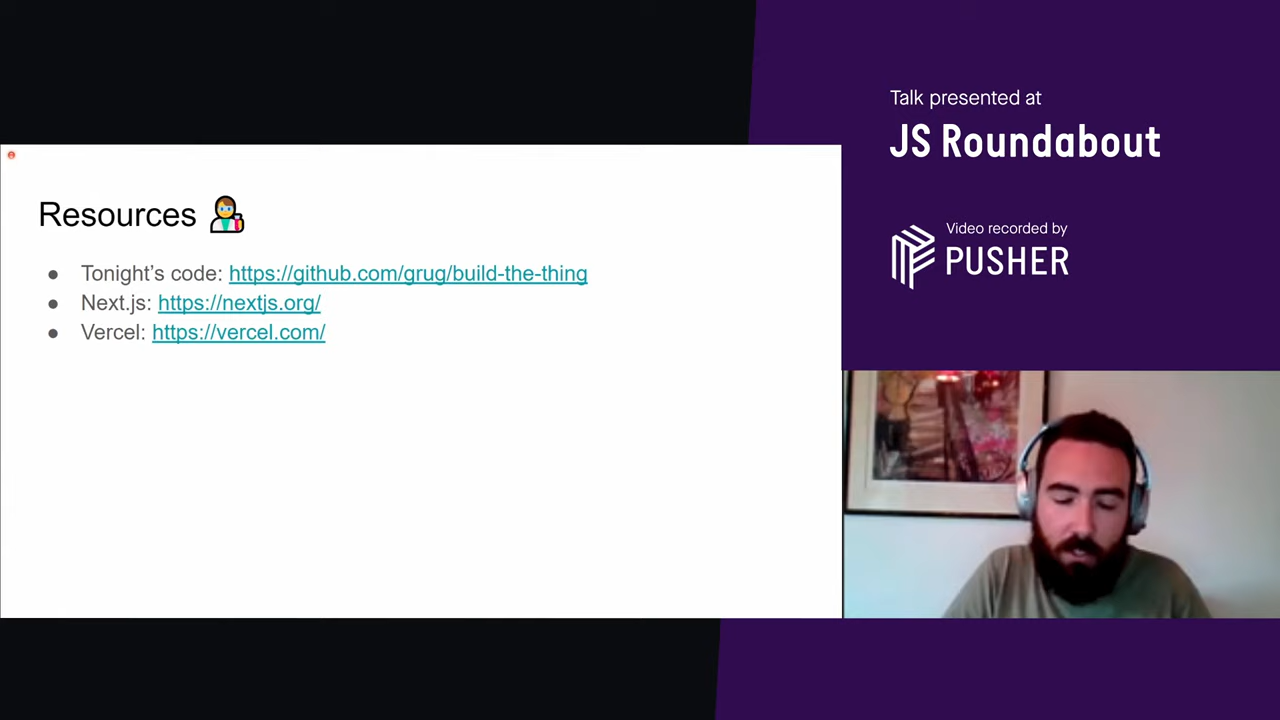 Talk presented at
JS Roundabout
Video recorded by
PUSHER
Resources
● Tonight's code: https://github.com/grug/build-the-thing
● Next.js: https://nextjs.org/
● Vercel: https://vercel.com/